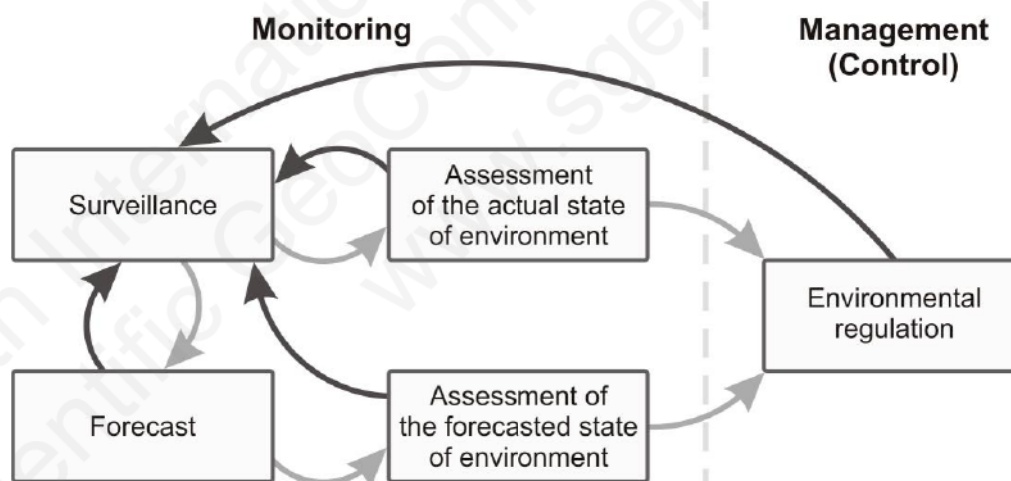 Monitoring
Management
(Control)
Surveillance
Assessment
of the actual state
of environment
Environmental
regulation
Forecast
Assessment of
the forecasted state
of environment